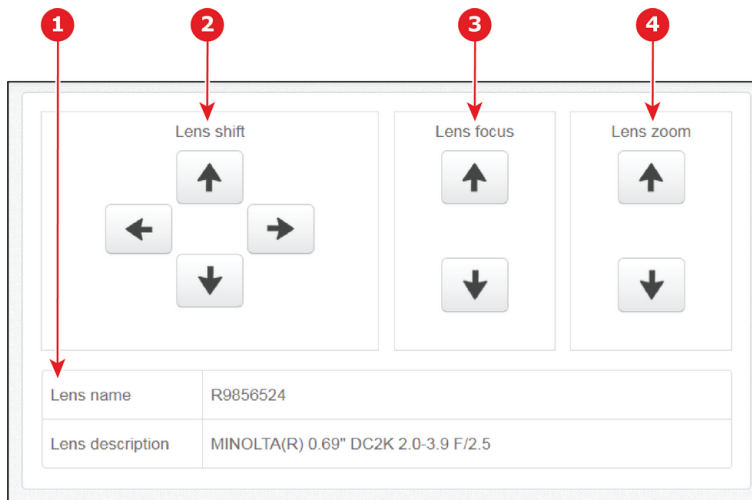 1 2 3 4
Lens shift Lens focus Lens zoom
Lens name R9856524
Lens description MINOLTA(R) 0.69" DC2K 2.0-3.9 F/2.5